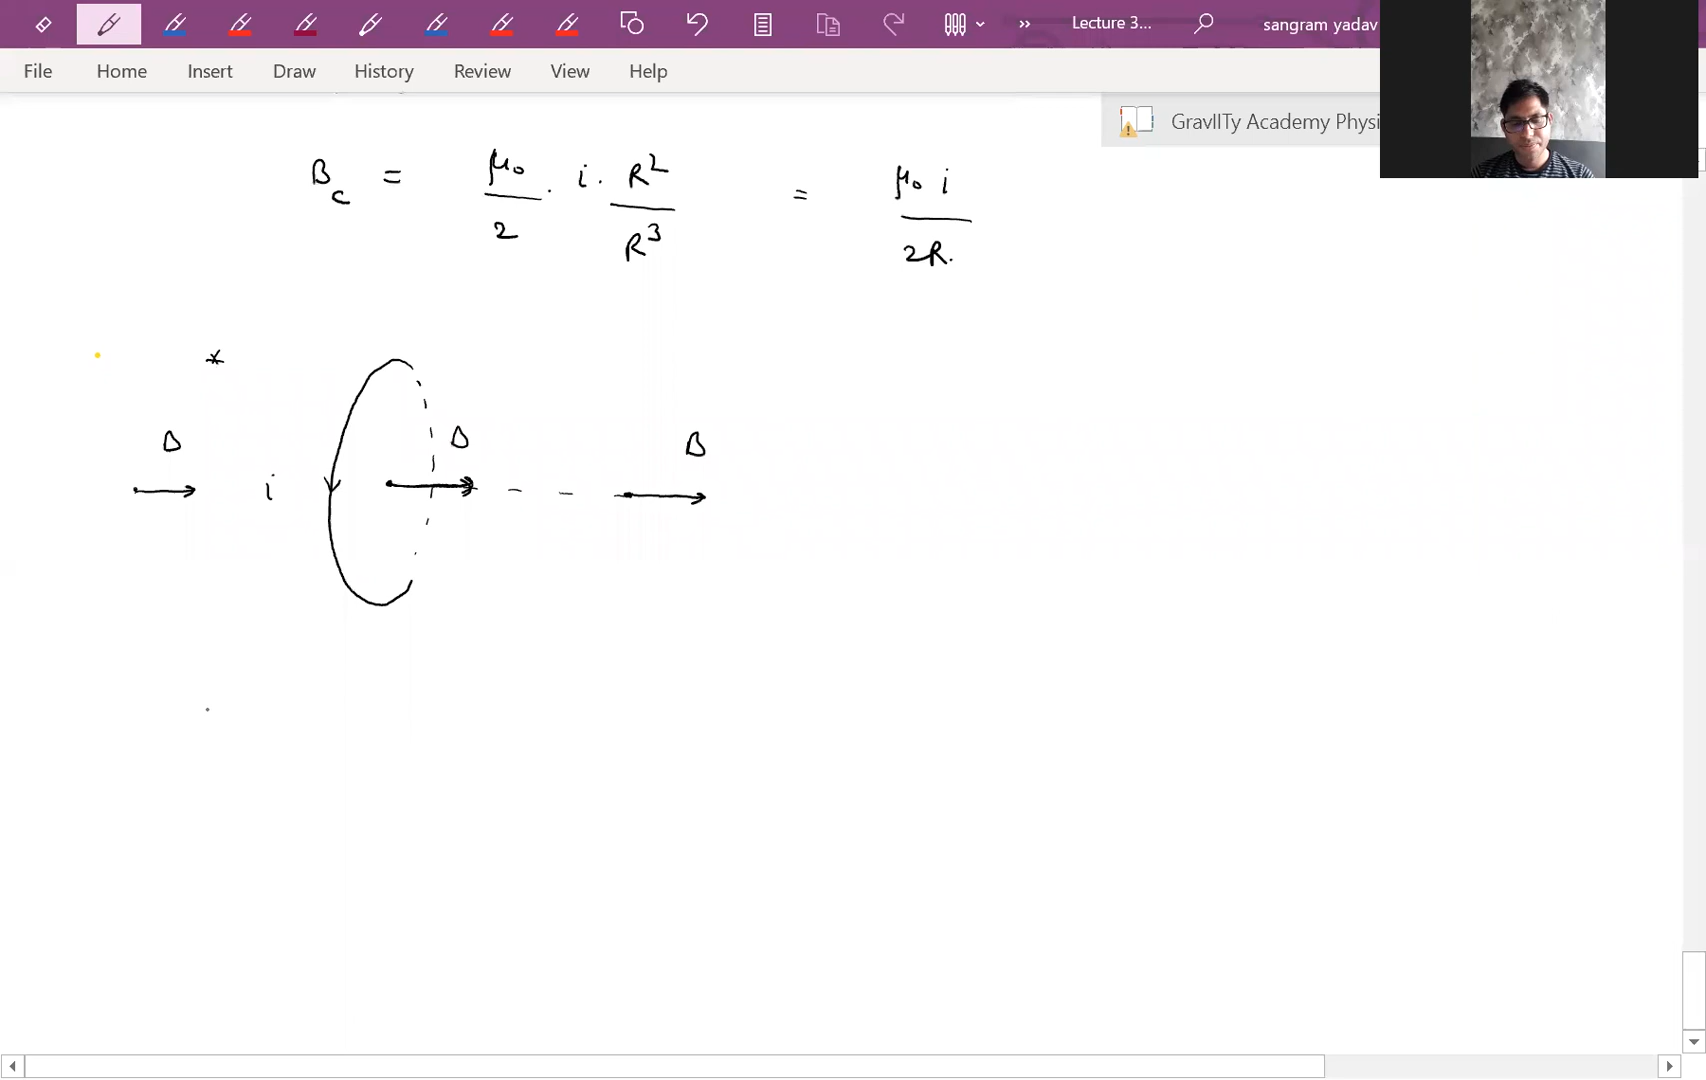 Lecture 3...
sangram yadav
File Home Insert Draw History Review View Help
GravIITy Academy Physi
B_c = μ₀/2 · i · R²/R³ = μ₀ i/2R.
*
B B B
i